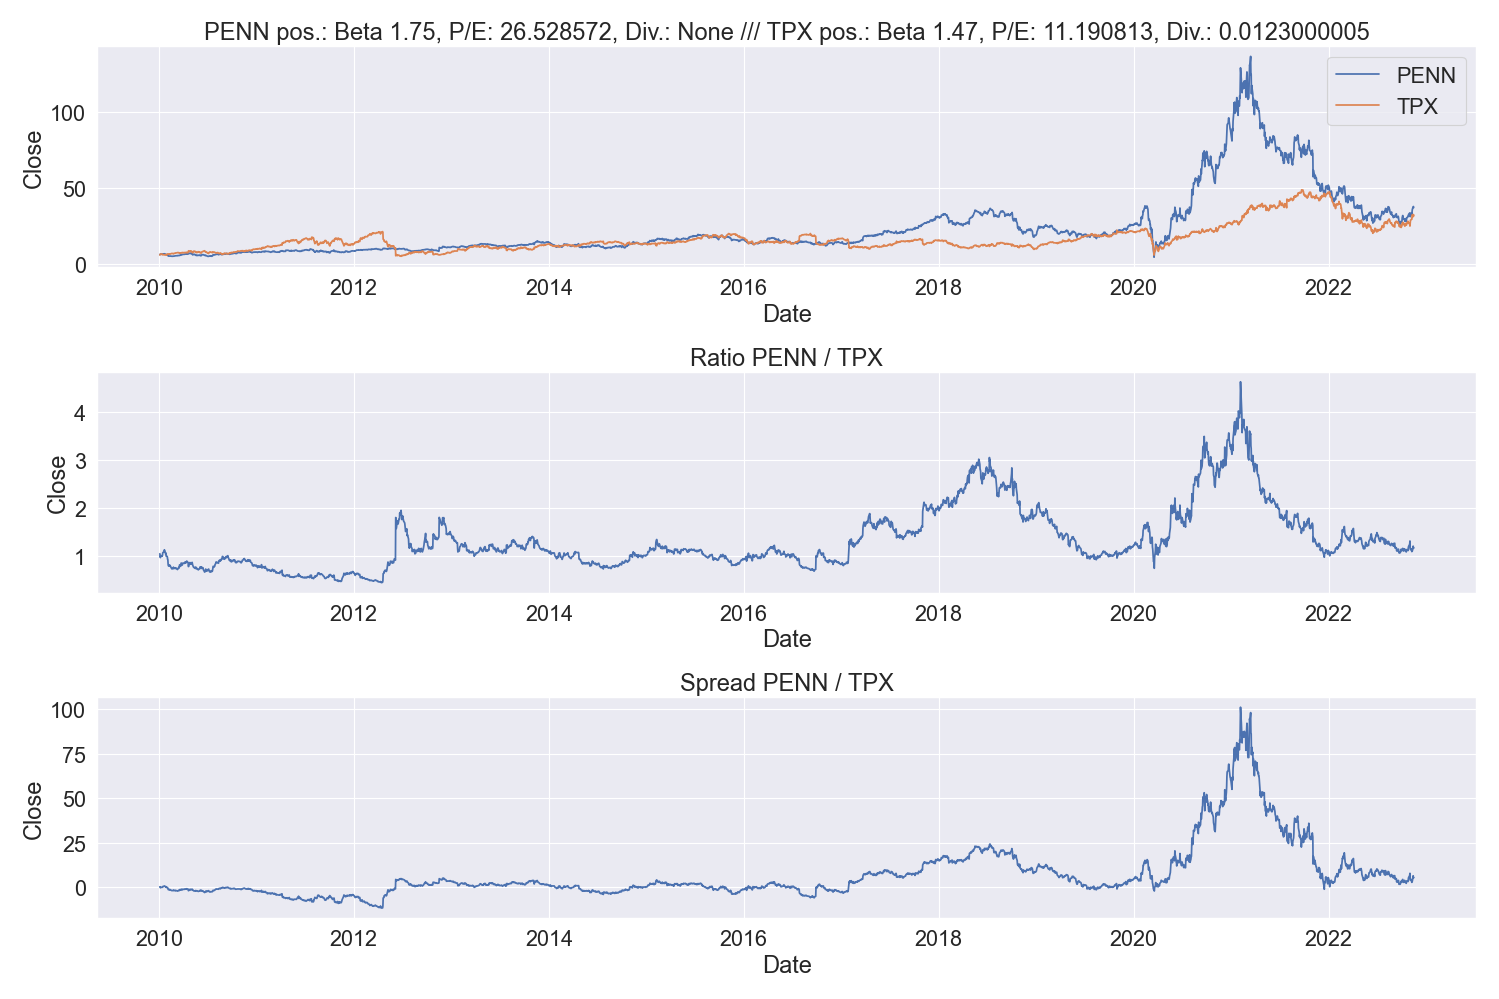 PENN pos.: Beta 1.75, P/E: 26.528572, Div.: None /// TPX pos.: Beta 1.47, P/E: 11.190813, Div.: 0.0123000005
PENN
TPX
Close
100
50
0
2010 2012 2014 2016 2018 2020 2022
Date
Ratio PENN / TPX
Close
4
3
2
1
2010 2012 2014 2016 2018 2020 2022
Date
Spread PENN / TPX
Close
100
75
50
25
0
2010 2012 2014 2016 2018 2020 2022
Date